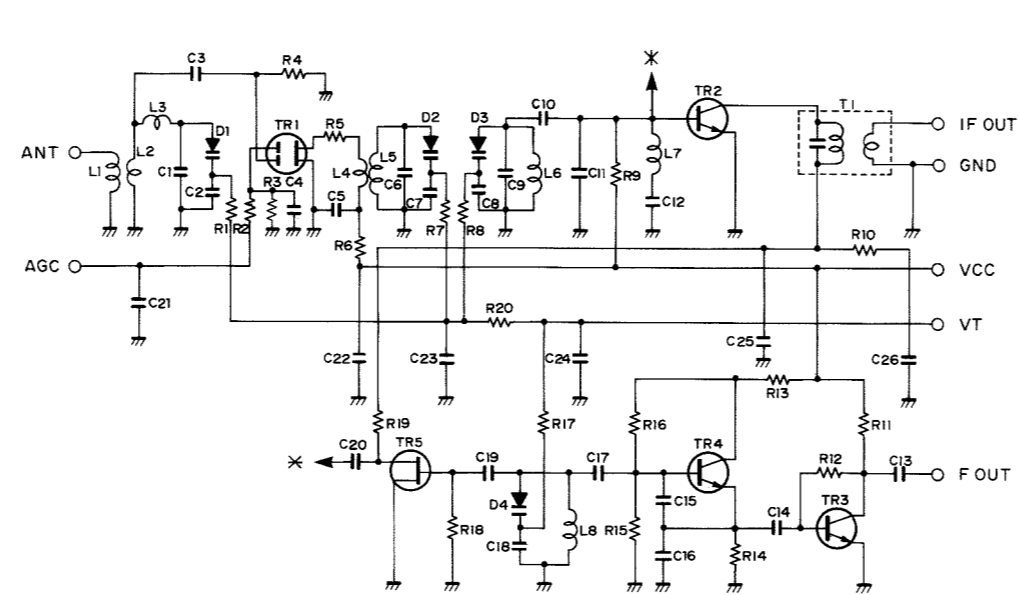 C3
R4
L3
D1
TR1
R5
D2
D3
C10
TR2
T1
ANT
L1
L2
C1
C2
R3
C4
L4
L5
C6
C7
C5
C8
C9
L6
C11
R9
L7
C12
IF OUT
GND
R1
R2
R6
R7
R8
R10
AGC
VCC
C21
R20
VT
C22
C23
C24
C25
C26
R13
R19
R17
R16
R11
C20
TR5
C19
C17
TR4
R12
C13
F OUT
D4
C15
C14
TR3
R18
C18
L8
R15
C16
R14